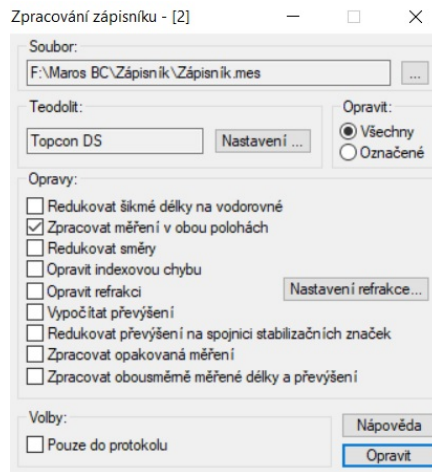 Zpracování zápisníku - [2]
Soubor:
F:\Maros BC\Zápisník\Zápisník.mes
...
Teodolit:
Topcon DS
Nastavení ...
Opravit:
Všechny
Označené
Opravy:
Redukovat šikmé délky na vodorovné
Zpracovat měření v obou polohách
Redukovat směry
Opravit indexovou chybu
Opravit refrakci
Nastavení refrakce...
Vypočítat převýšení
Redukovat převýšení na spojnici stabilizačních značek
Zpracovat opakovaná měření
Zpracovat obousměrně měřené délky a převýšení
Volby:
Pouze do protokolu
Nápověda
Opravit